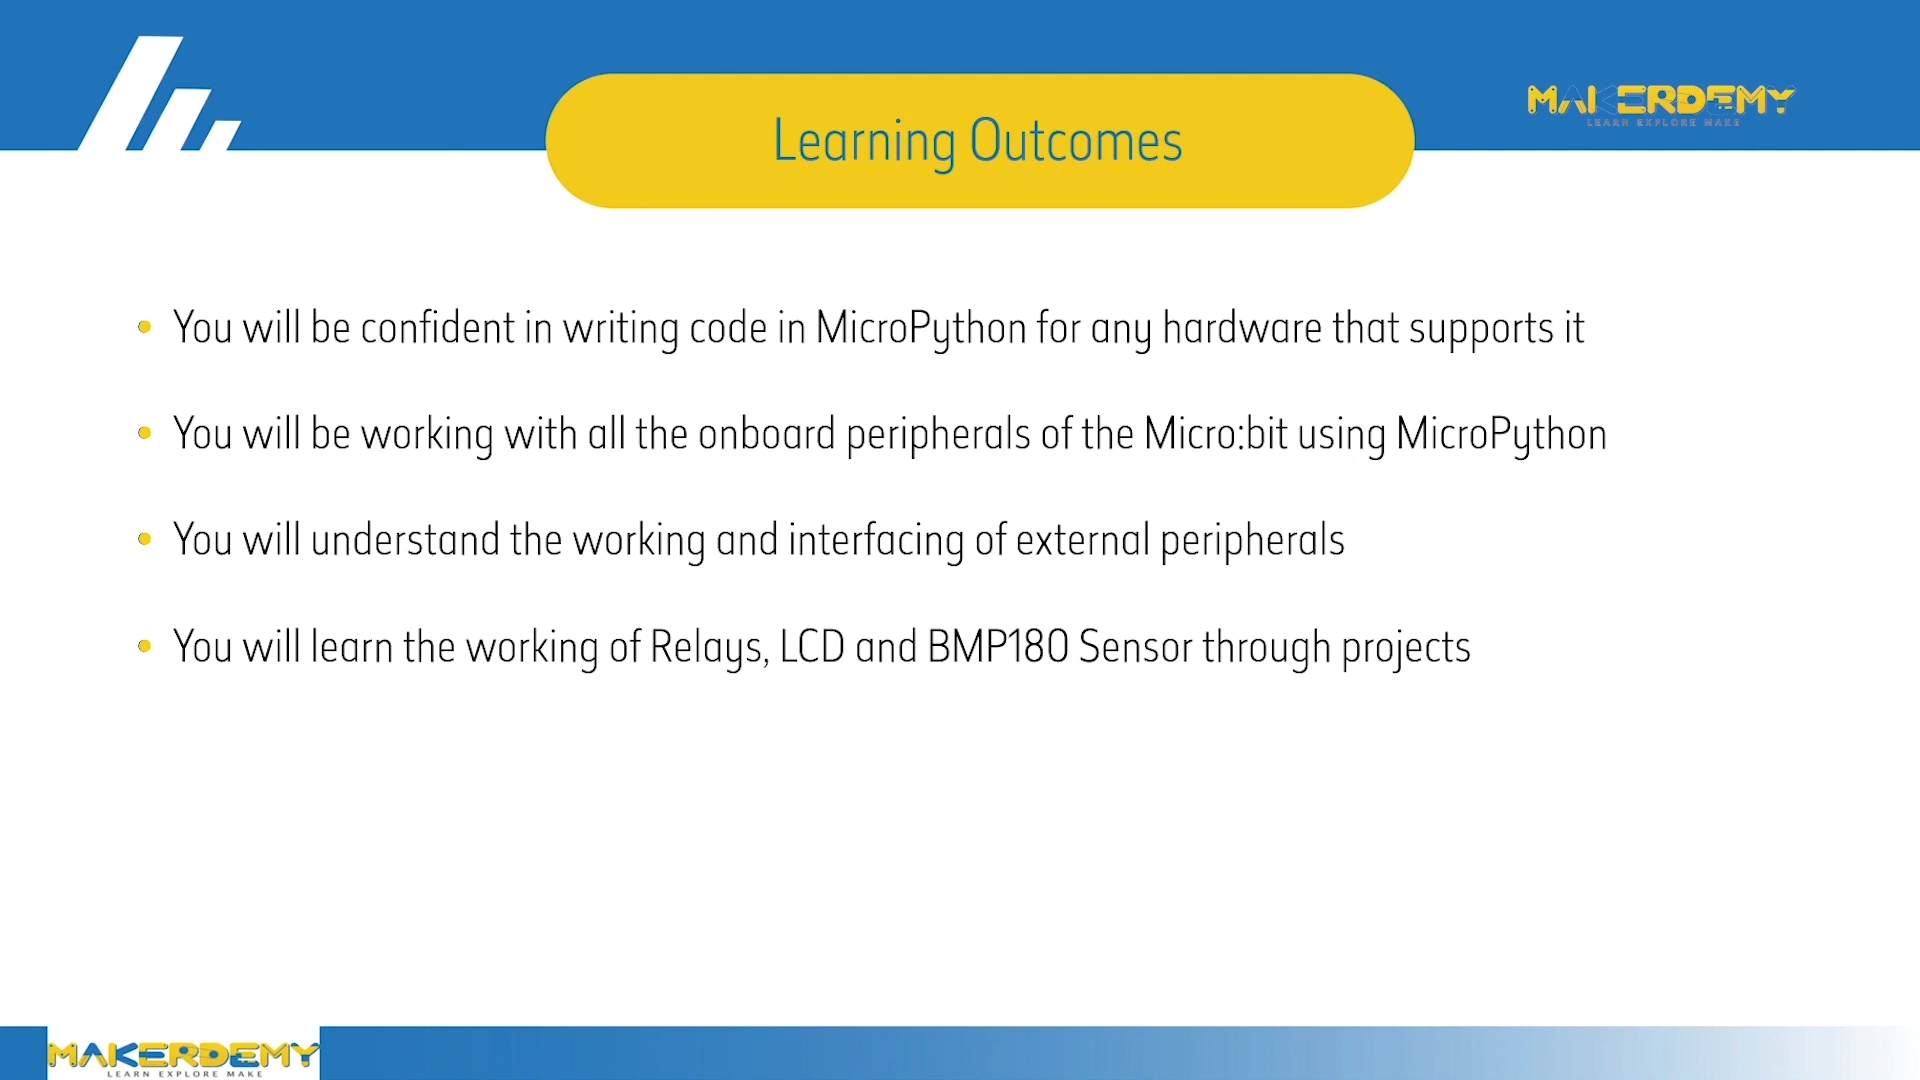 MAKERDEMY
LEARN EXPLORE MAKE
Learning Outcomes
You will be confident in writing code in MicroPython for any hardware that supports it
You will be working with all the onboard peripherals of the Micro:bit using MicroPython
You will understand the working and interfacing of external peripherals
You will learn the working of Relays, LCD and BMP180 Sensor through projects
MAKERDEMY
LEARN EXPLORE MAKE